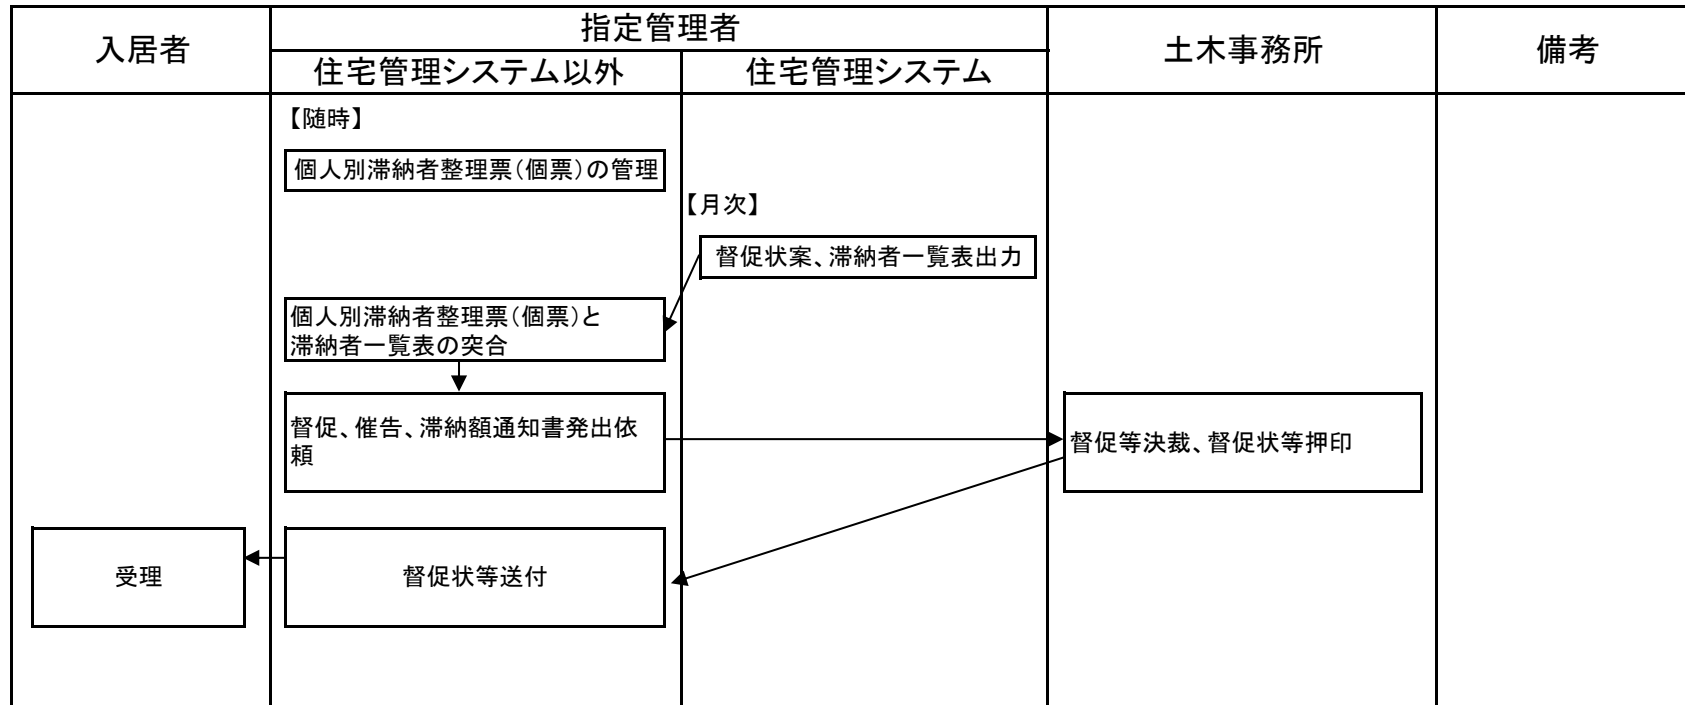 入居者
指定管理者
住宅管理システム以外
住宅管理システム
土木事務所
備考
【随時】
個人別滞納者整理票(個票)の管理
【月次】
督促状案、滞納者一覧表出力
個人別滞納者整理票(個票)と
滞納者一覧表の突合
督促、催告、滞納額通知書発出依
頼
督促等決裁、督促状等押印
受理
督促状等送付